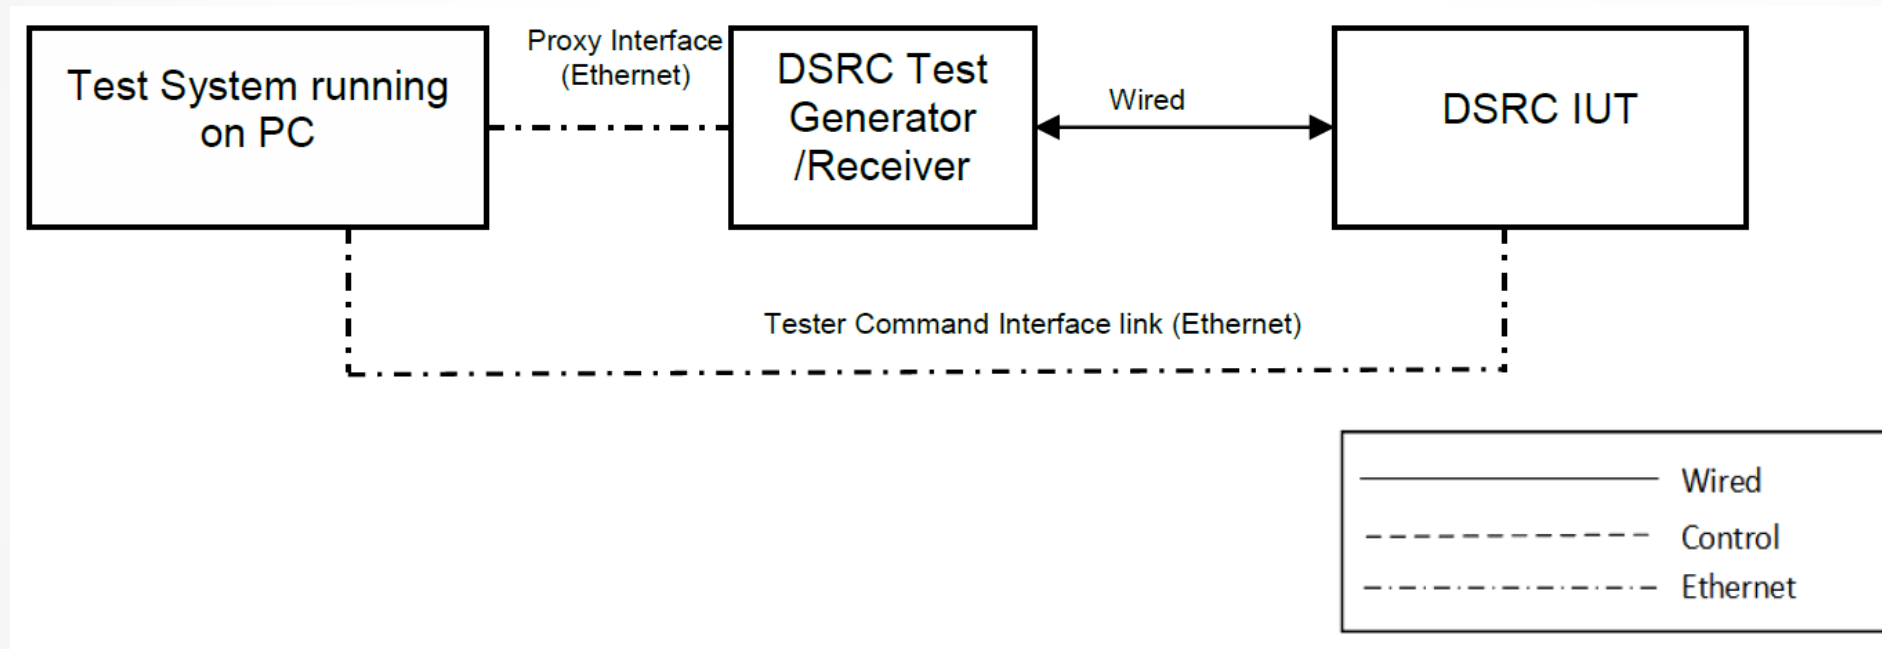 Test System running
on PC
Proxy Interface
(Ethernet)
DSRC Test
Generator
/Receiver
Wired
DSRC IUT
Tester Command Interface link (Ethernet)
Wired
Control
Ethernet